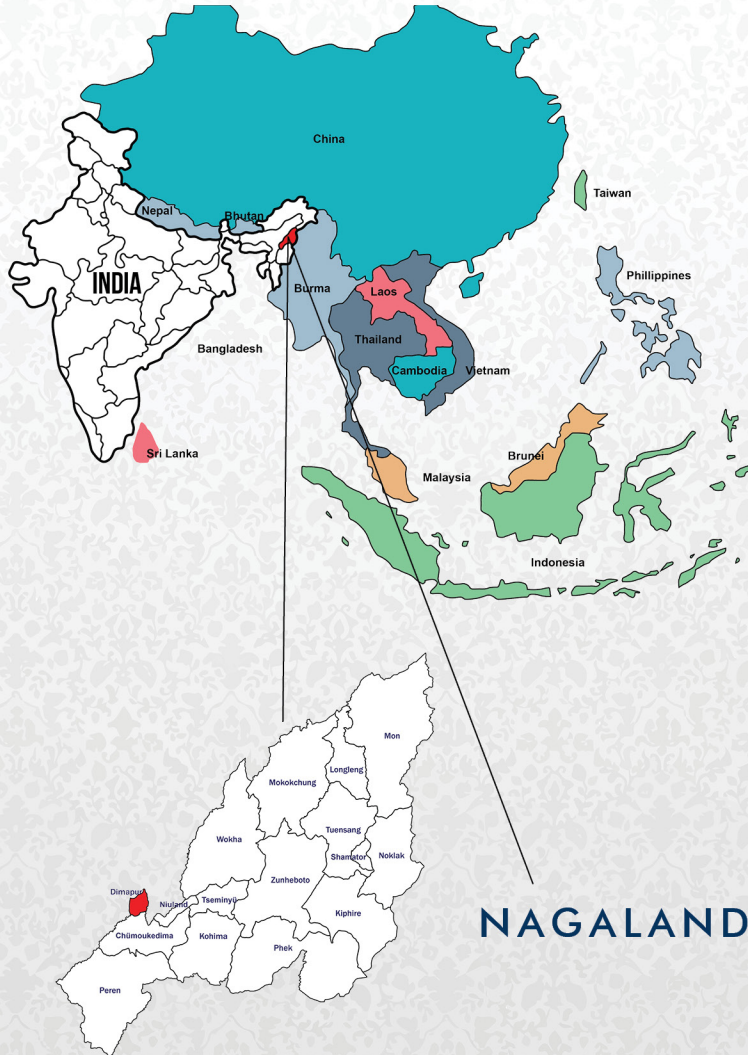 China
Taiwan
Nepal
Bhutan
Phillippines
INDIA
Burma
Laos
Thailand
Bangladesh
Cambodia
Vietnam
Sri Lanka
Brunei
Malaysia
Indonesia
Mon
Longleng
Mokokchung
Tuensang
Wokha
Shamator
Noklak
Zunheboto
Dimapur
Niuland
Tseminyü
Kiphire
Chümoukedima
Kohima
Phek
NAGALAND
Peren